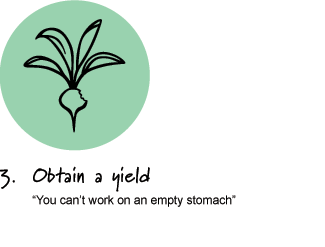 3. Obtain a yield
“You can’t work on an empty stomach”